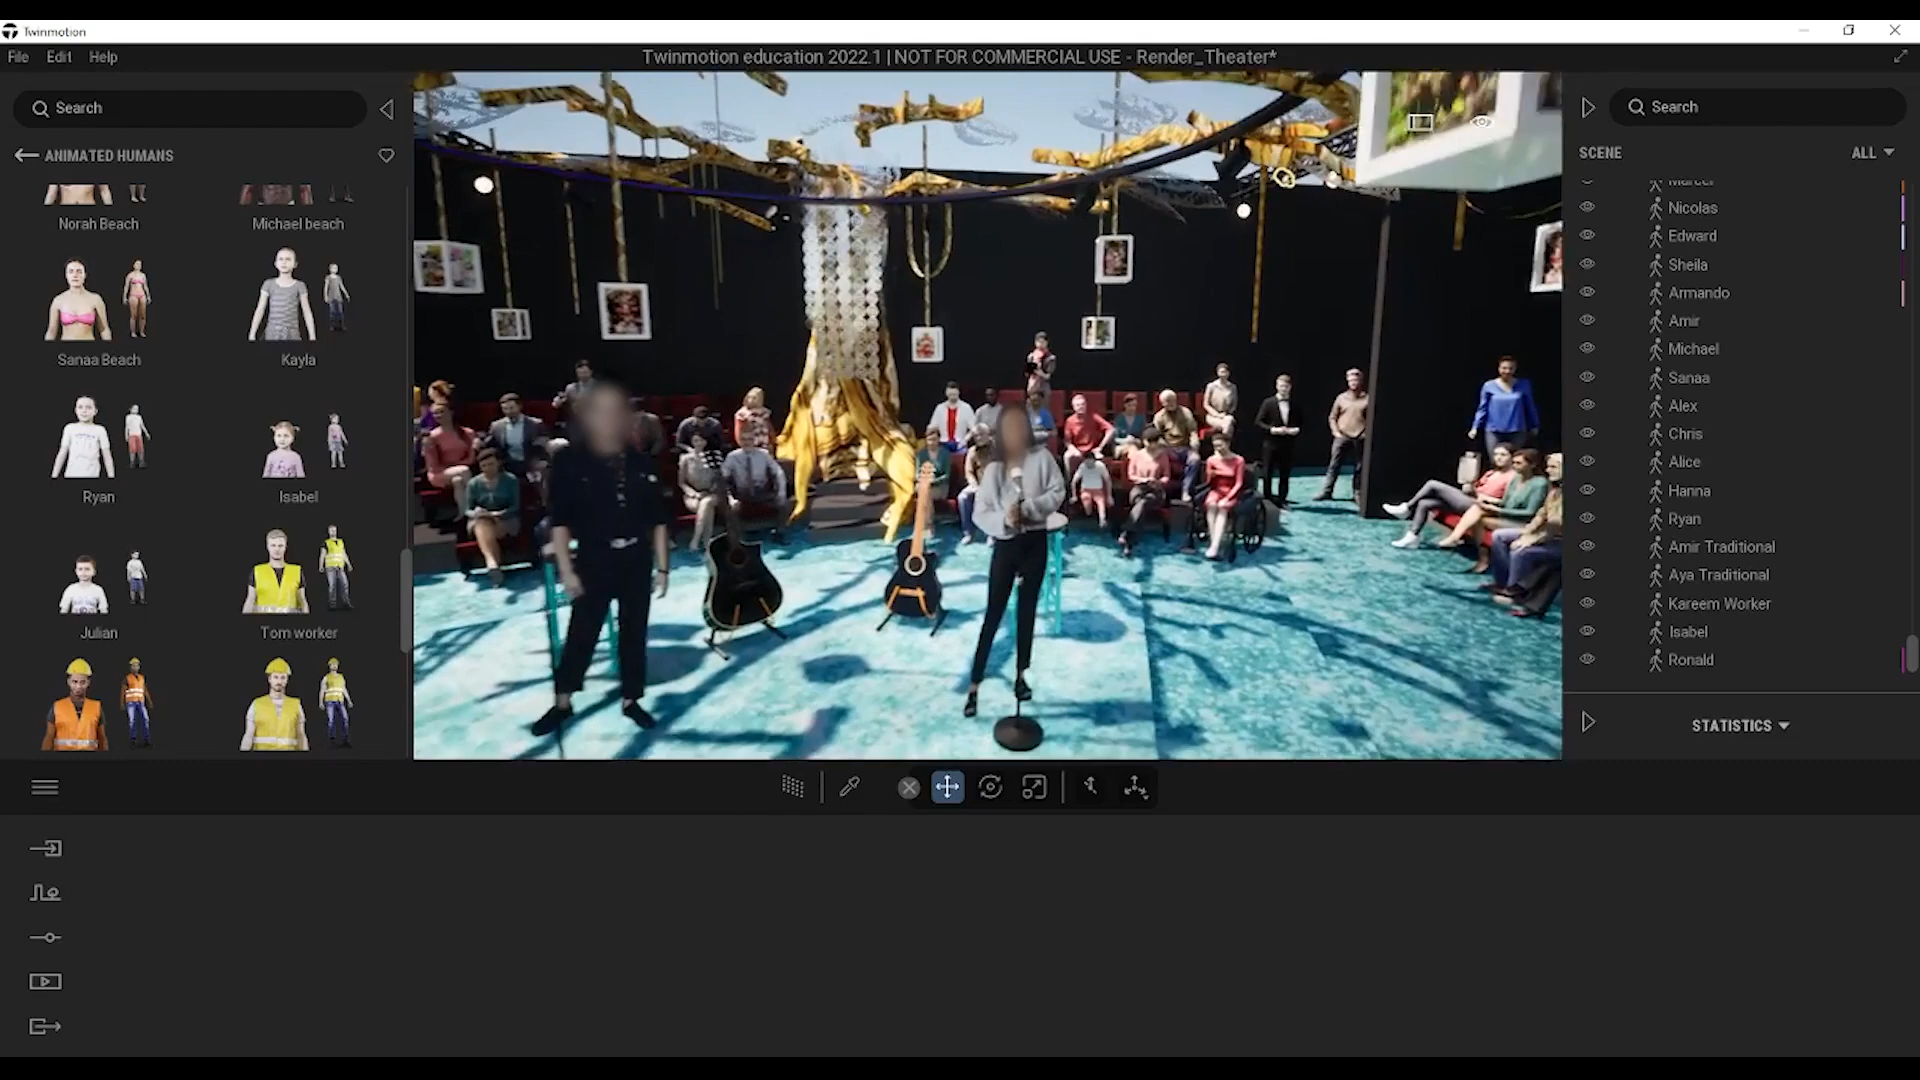 Twinmotion
File Edit Help
Twinmotion education 2022.1 | NOT FOR COMMERCIAL USE - Render_Theater*
Search
ANIMATED HUMANS
Norah Beach
Michael beach
Sanaa Beach
Kayla
Ryan
Isabel
Julian
Tom worker
Search
SCENE
ALL
Marcel
Nicolas
Edward
Sheila
Armando
Amir
Michael
Sanaa
Alex
Chris
Alice
Hanna
Ryan
Amir Traditional
Aya Traditional
Kareem Worker
Isabel
Ronald
STATISTICS